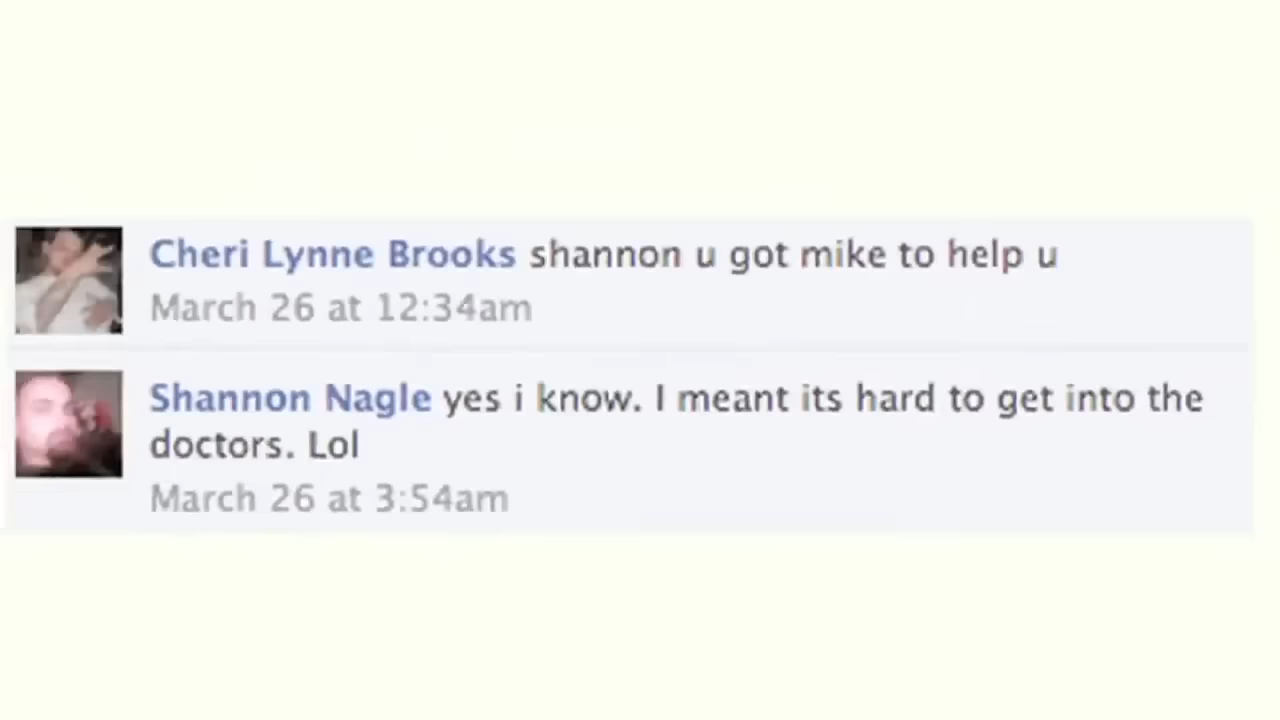 Cheri Lynne Brooks shannon u got mike to help u
March 26 at 12:34am
Shannon Nagle yes i know. I meant its hard to get into the
doctors. Lol
March 26 at 3:54am